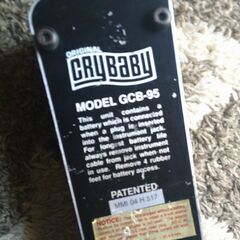 ORIGINAL
CRYBABY
MODEL GCB-95
This unit contains a
battery which is connected
when a plug is inserted
into the instrument jack.
For longest battery life
always remove instrument
cable from jack when not
in use. Remove 4 rubber
feet for battery access.
PATENTED
MMI 04 H 517